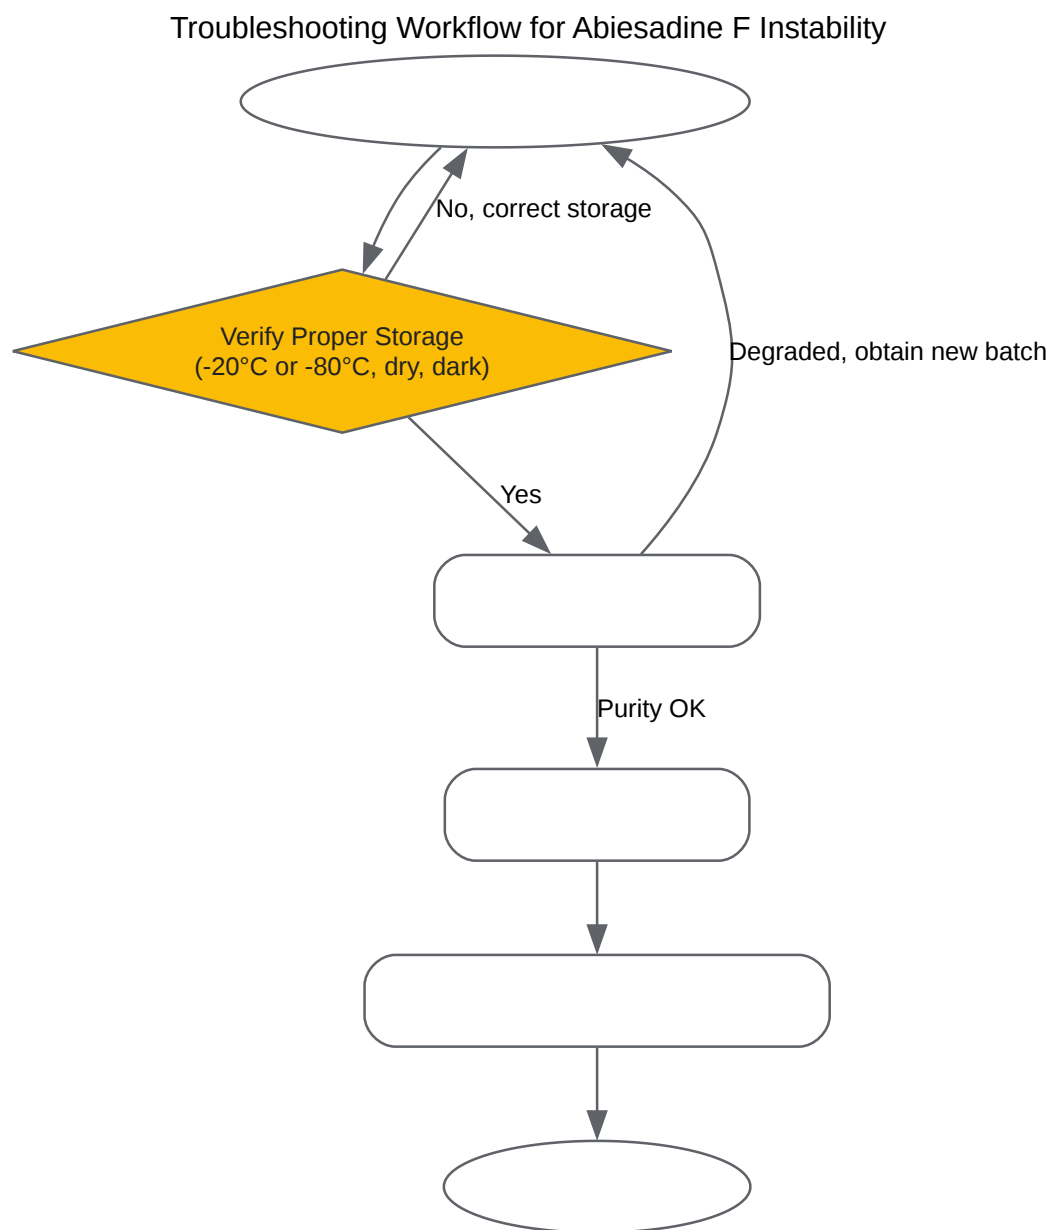 Troubleshooting Workflow for Abiesadine F Instability
No, correct storage
Verify Proper Storage
(-20°C or -80°C, dry, dark)
Degraded, obtain new batch
Yes
Purity OK